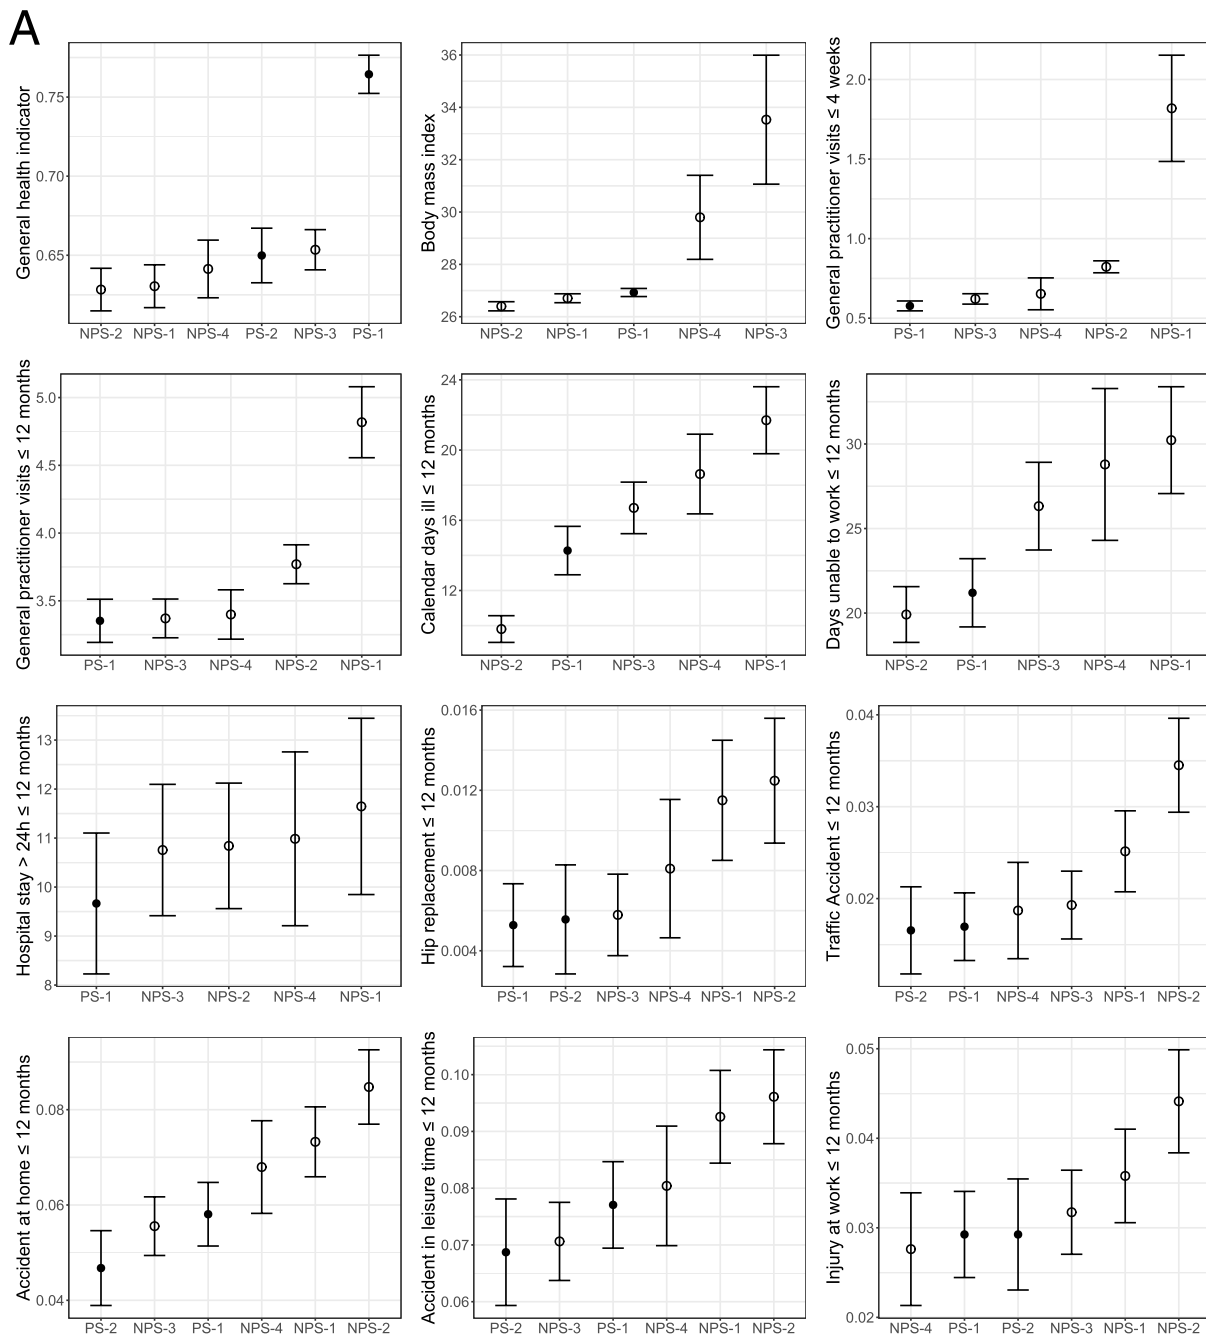 A
General health indicator
0.75
0.70
0.65
NPS-2 NPS-1 NPS-4 PS-2 NPS-3 PS-1
Body mass index
36
34
32
30
28
26
NPS-2 NPS-1 PS-1 NPS-4 NPS-3
General practitioner visits ≤ 4 weeks
2.0
1.5
1.0
0.5
PS-1 NPS-3 NPS-4 NPS-2 NPS-1
General practitioner visits ≤ 12 months
5.0
4.5
4.0
3.5
PS-1 NPS-3 NPS-4 NPS-2 NPS-1
Calendar days ill ≤ 12 months
24
20
16
12
NPS-2 PS-1 NPS-3 NPS-4 NPS-1
Days unable to work ≤ 12 months
30
25
20
NPS-2 PS-1 NPS-3 NPS-4 NPS-1
Hospital stay > 24h ≤ 12 months
13
12
11
10
9
8
PS-1 NPS-3 NPS-2 NPS-4 NPS-1
Hip replacement ≤ 12 months
0.016
0.012
0.008
0.004
PS-1 PS-2 NPS-3 NPS-4 NPS-1 NPS-2
Traffic Accident ≤ 12 months
0.04
0.03
0.02
PS-2 PS-1 NPS-4 NPS-3 NPS-1 NPS-2
Accident at home ≤ 12 months
0.08
0.06
0.04
PS-2 NPS-3 PS-1 NPS-4 NPS-1 NPS-2
Accident in leisure time ≤ 12 months
0.10
0.09
0.08
0.07
0.06
PS-2 NPS-3 PS-1 NPS-4 NPS-1 NPS-2
Injury at work ≤ 12 months
0.05
0.04
0.03
0.02
NPS-4 PS-1 PS-2 NPS-3 NPS-1 NPS-2